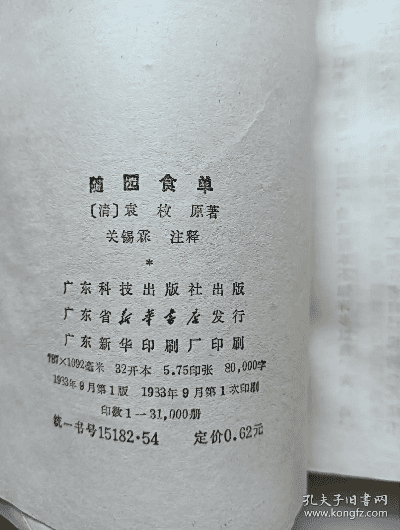 随园食单
〔清〕袁 枚 原著
关锡霖 注释
*
广东科技出版社出版
广东省新华书店发行
广东新华印刷厂印刷
787×1092毫米 32开本 5.75印张 80,000字
1983年9月第1版 1983年9月第1次印刷
印数1—31,000册
统一书号15182·54 定价0.62元
孔夫子旧书网
www.kongfz.com